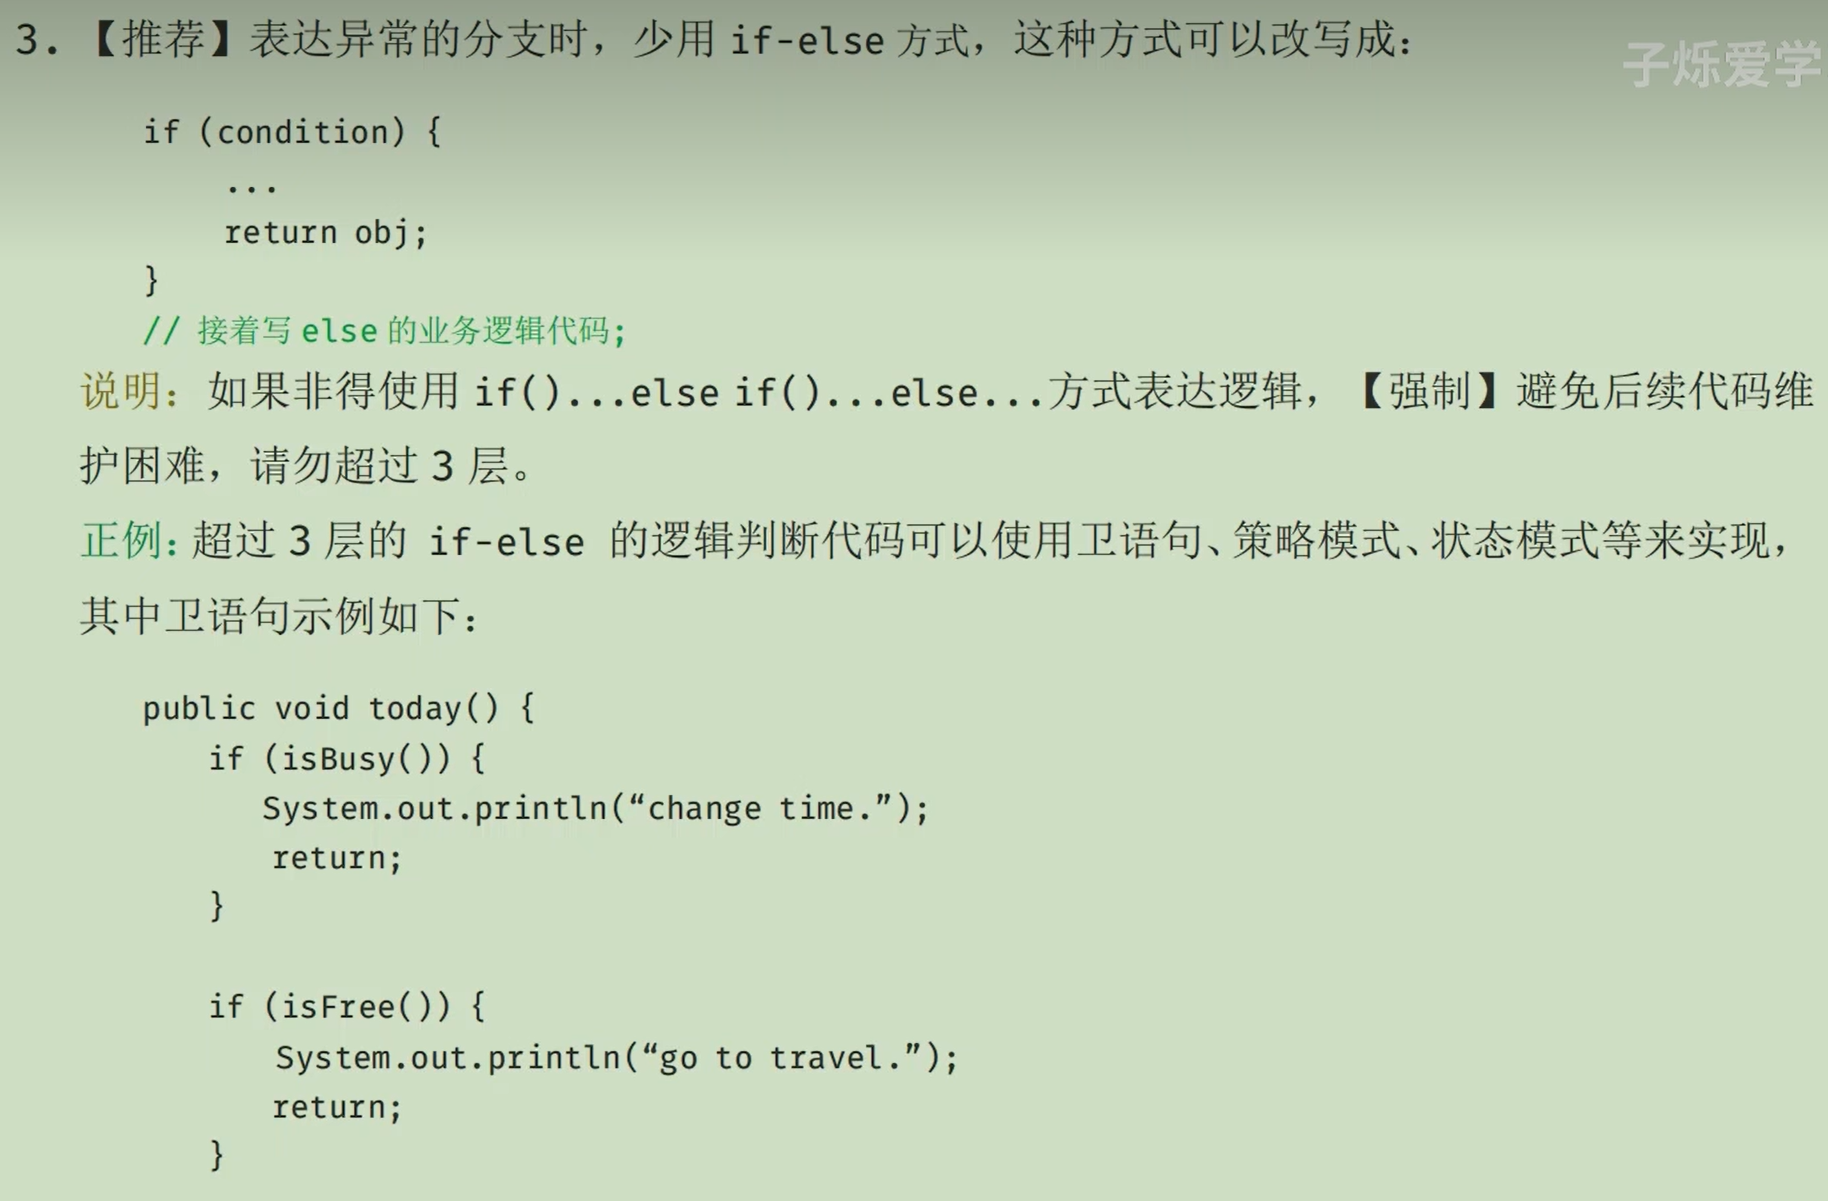 3.【推荐】表达异常的分支时，少用 if-else 方式，这种方式可以改写成：
子烁爱学
if (condition) {
...
return obj;
}
// 接着写 else 的业务逻辑代码;
说明：如果非得使用 if()...else if()...else...方式表达逻辑，【强制】避免后续代码维
护困难，请勿超过 3 层。
正例：超过 3 层的 if-else 的逻辑判断代码可以使用卫语句、策略模式、状态模式等来实现，
其中卫语句示例如下：
public void today() {
if (isBusy()) {
System.out.println(“change time.”);
return;
}
if (isFree()) {
System.out.println(“go to travel.”);
return;
}